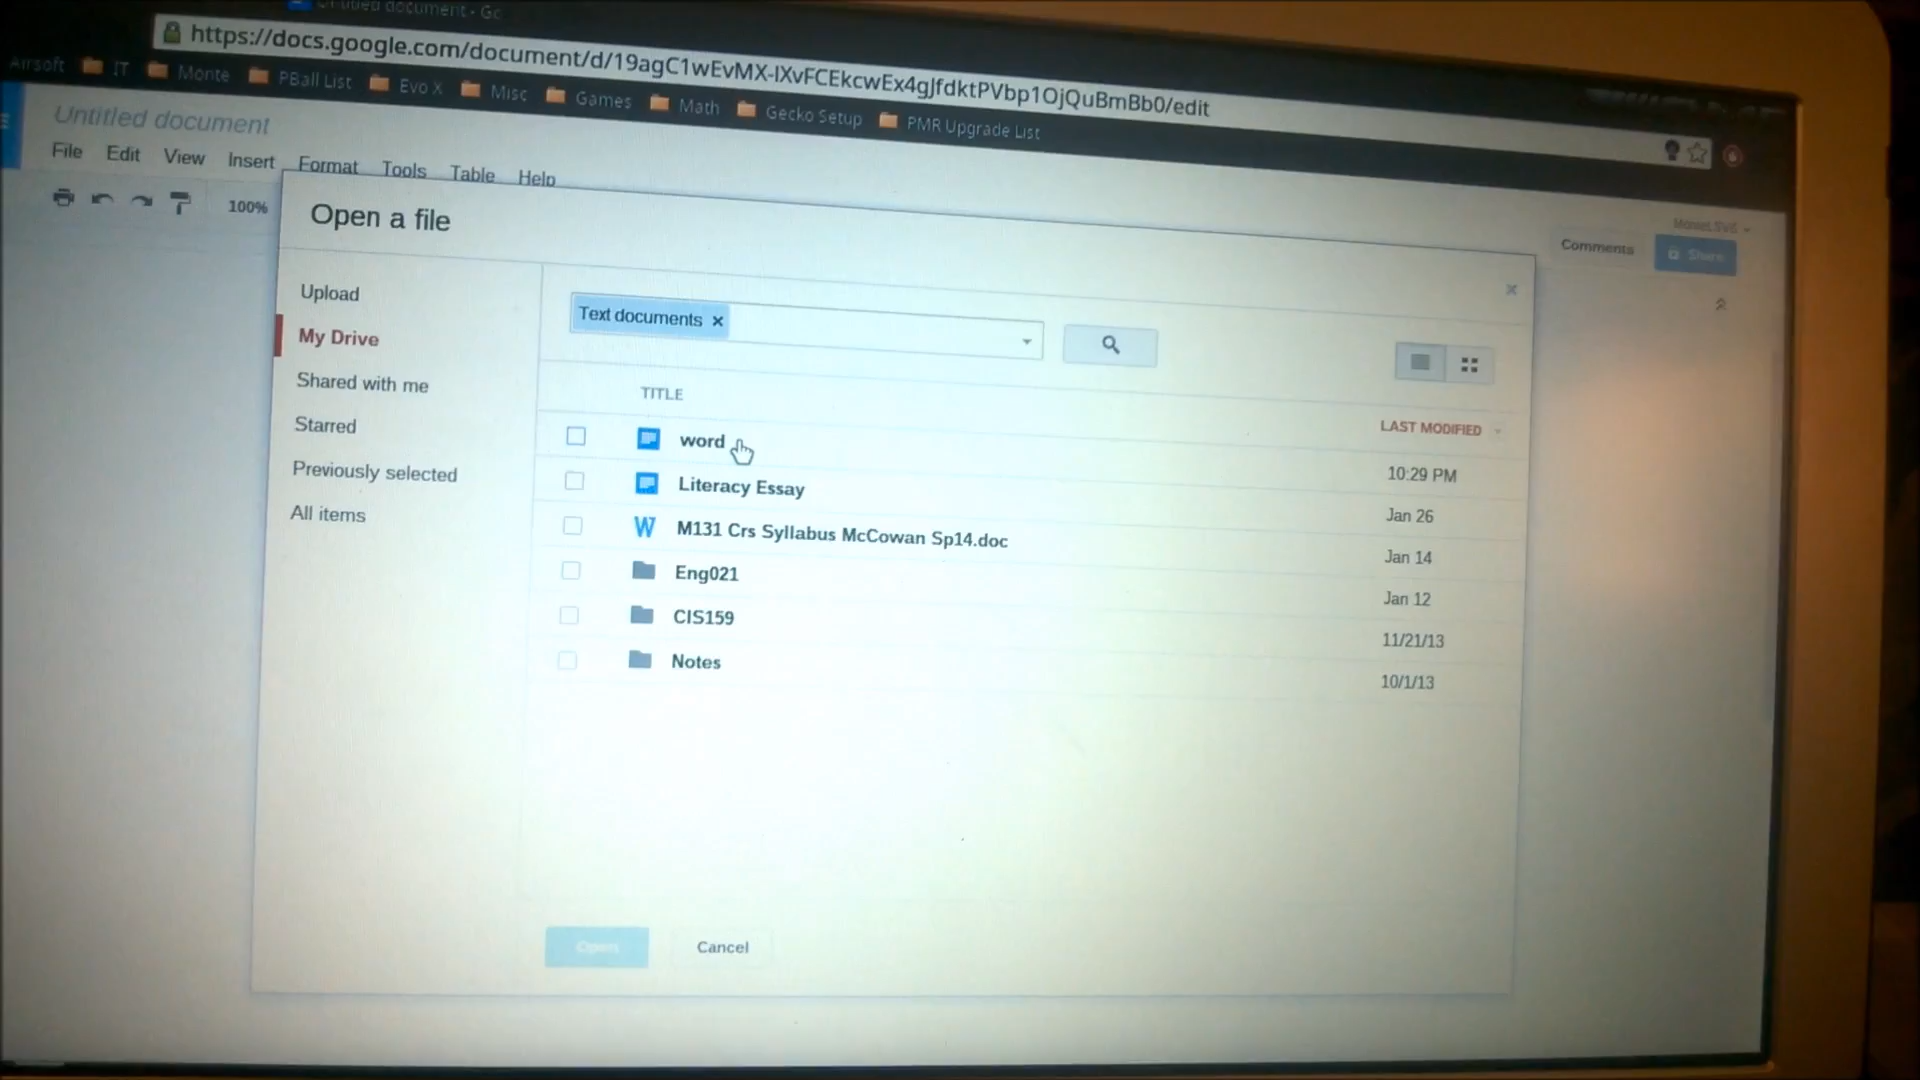 Untitled document - Go
https://docs.google.com/document/d/19agC1wEvMX-IXvFCEkcwEx4gJfdktPVbp1OjQuBmBb0/edit
Airsoft IT Monte PBall List Evo X Misc Games Math Gecko Setup PMR Upgrade List
Untitled document
File Edit View Insert Format Tools Table Help
Comments Share
100%
Open a file
Upload
My Drive
Shared with me
Starred
Previously selected
All items
Text documents
TITLE LAST MODIFIED
word 10:29 PM
Literacy Essay Jan 26
M131 Crs Syllabus McCowan Sp14.doc Jan 14
Eng021 Jan 12
CIS159 11/21/13
Notes 10/1/13
Open Cancel